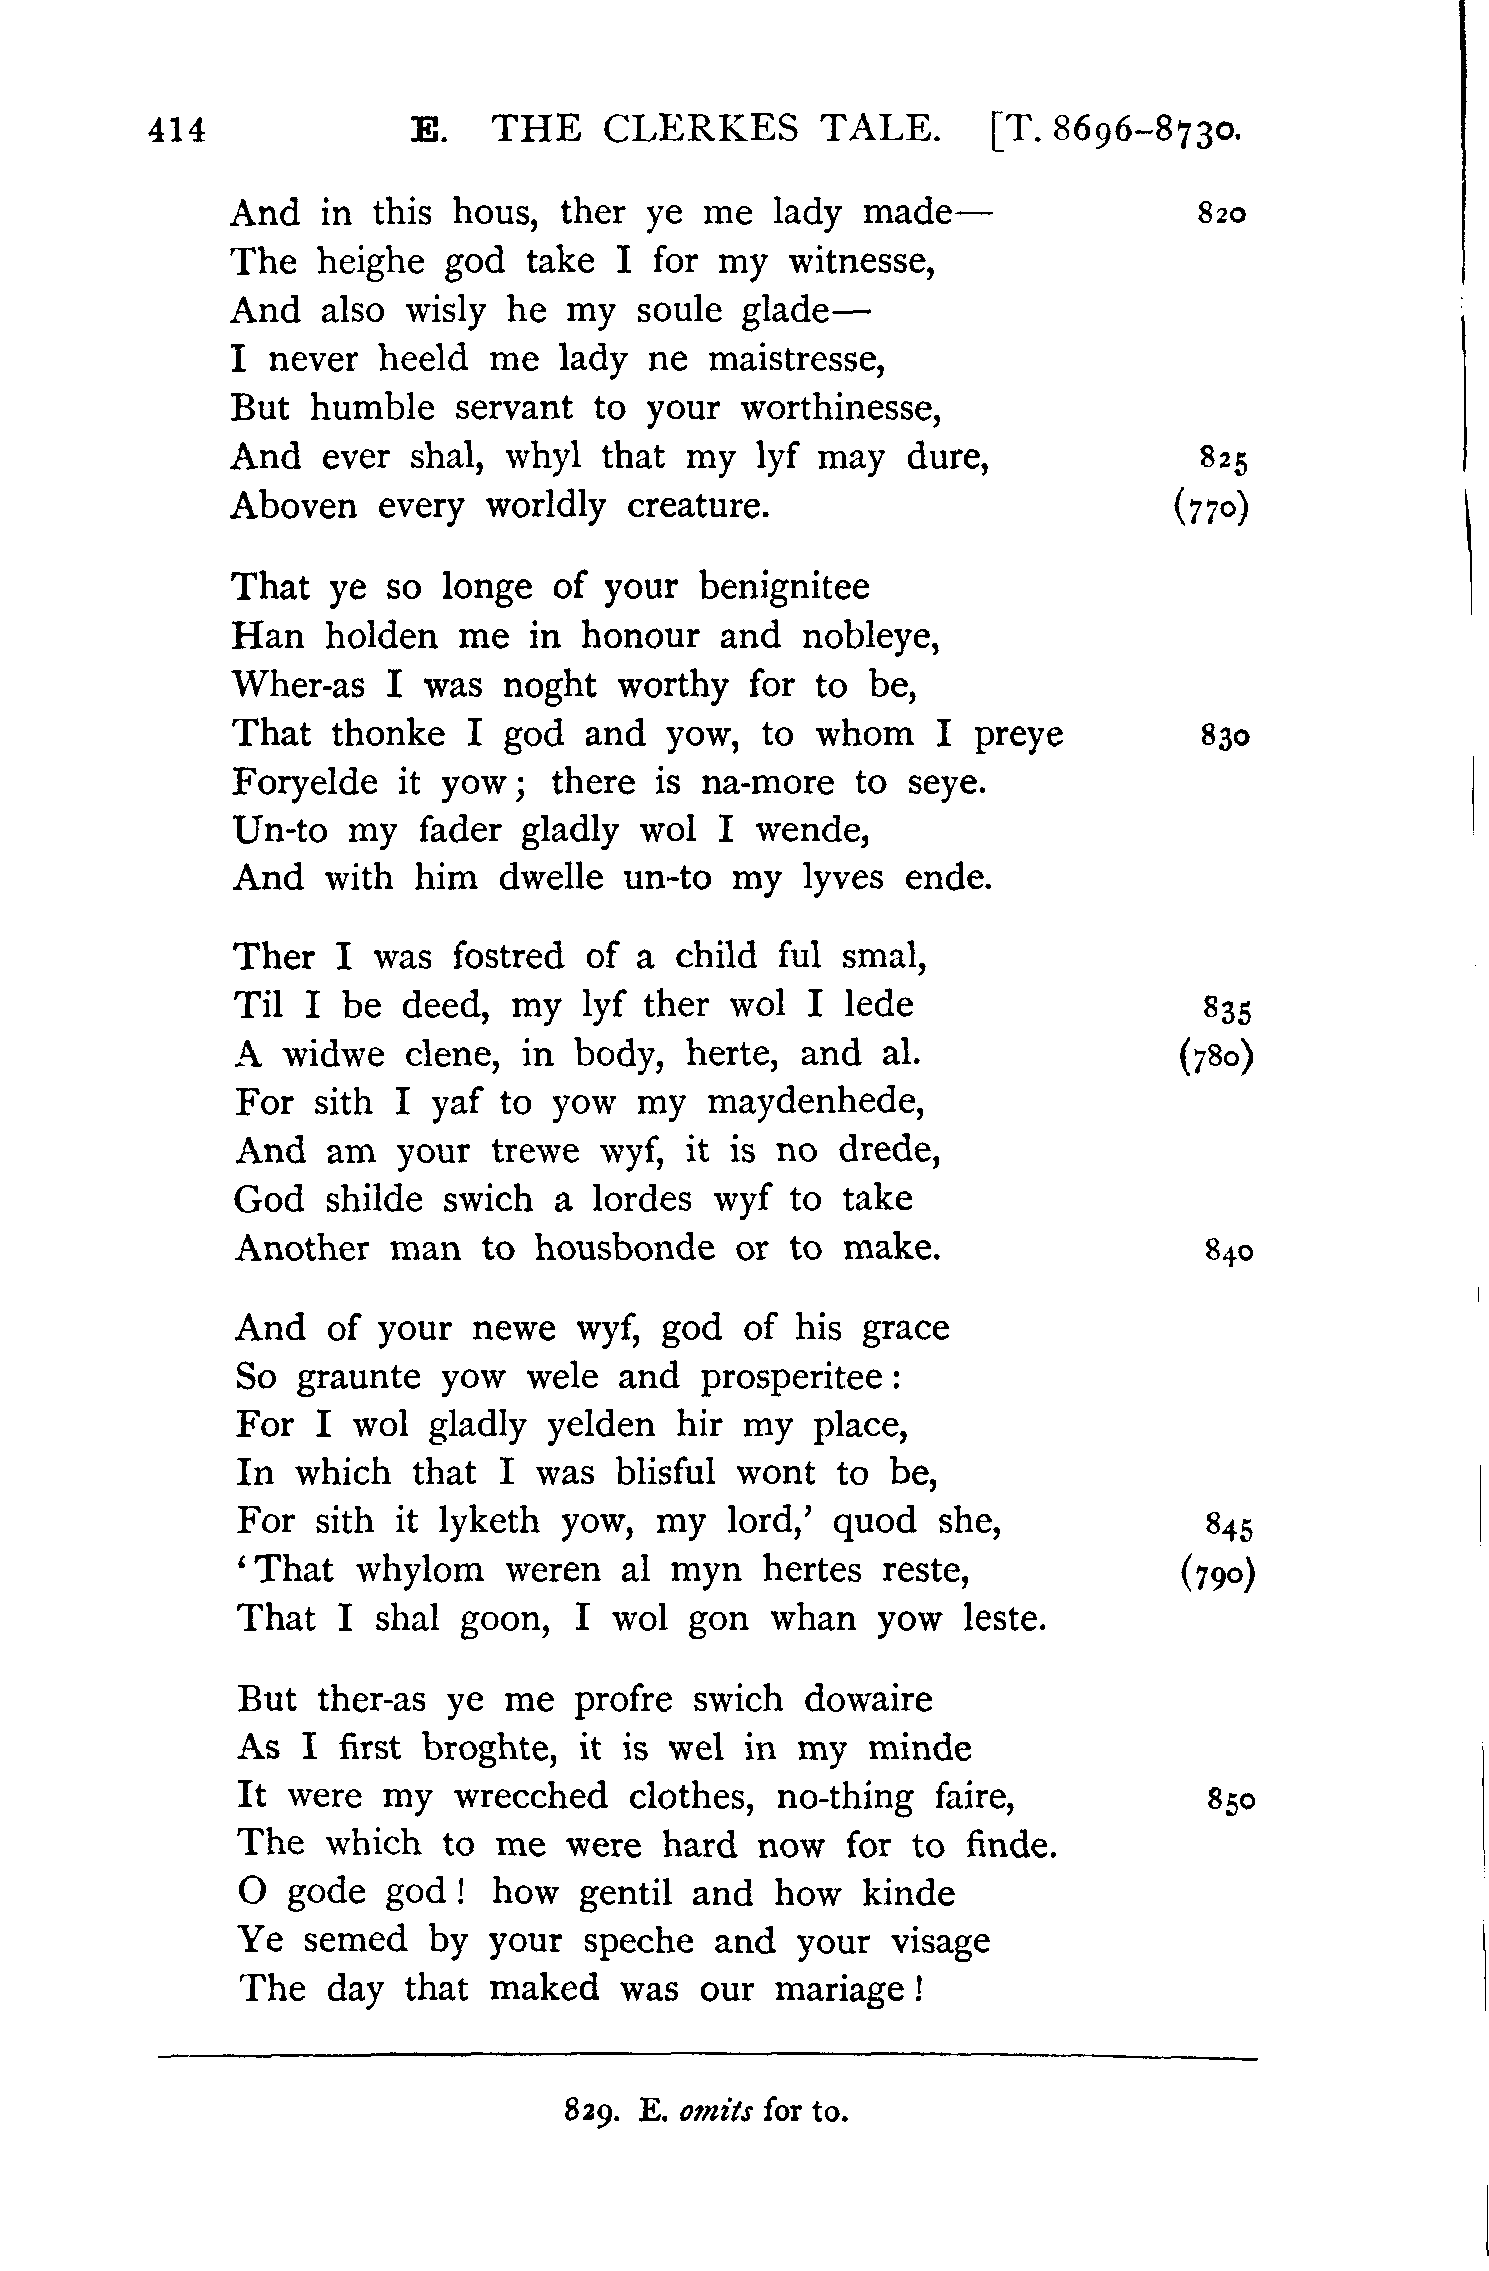 414 E. THE CLERKES TALE. [T. 8696–8730.
And in this hous, ther ye me lady made— 820
The heighe god take I for my witnesse,
And also wisly he my soule glade—
I never heeld me lady ne maistresse,
But humble servant to your worthinesse,
And ever shal, whyl that my lyf may dure, 825
Aboven every worldly creature. (770)
That ye so longe of your benignitee
Han holden me in honour and nobleye,
Wher-as I was noght worthy for to be,
That thonke I god and yow, to whom I preye 830
Foryelde it yow; there is na-more to seye.
Un-to my fader gladly wol I wende,
And with him dwelle un-to my lyves ende.
Ther I was fostred of a child ful smal,
Til I be deed, my lyf ther wol I lede 835
A widwe clene, in body, herte, and al. (780)
For sith I yaf to yow my maydenhede,
And am your trewe wyf, it is no drede,
God shilde swich a lordes wyf to take
Another man to housbonde or to make. 840
And of your newe wyf, god of his grace
So graunte yow wele and prosperitee:
For I wol gladly yelden hir my place,
In which that I was blisful wont to be,
For sith it lyketh yow, my lord,’ quod she, 845
‘That whylom weren al myn hertes reste, (790)
That I shal goon, I wol gon whan yow leste.
But ther-as ye me profre swich dowaire
As I first broghte, it is wel in my minde
It were my wrecched clothes, no-thing faire, 850
The which to me were hard now for to finde.
O gode god! how gentil and how kinde
Ye semed by your speche and your visage
The day that maked was our mariage!
829. E. omits for to.